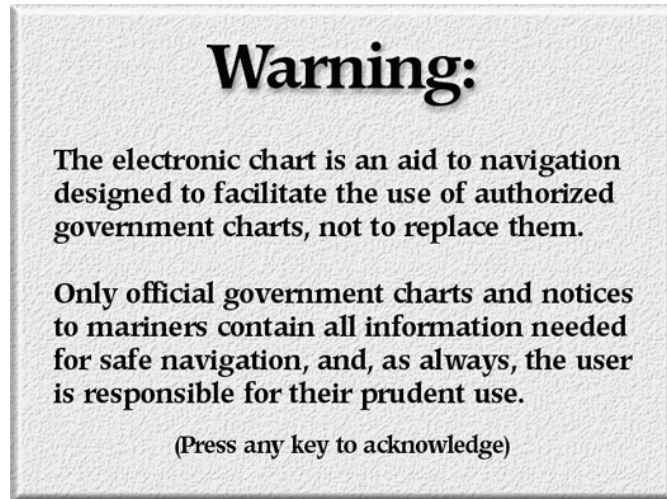 Warning:
The electronic chart is an aid to navigation
designed to facilitate the use of authorized
government charts, not to replace them.
Only official government charts and notices
to mariners contain all information needed
for safe navigation, and, as always, the user
is responsible for their prudent use.
(Press any key to acknowledge)